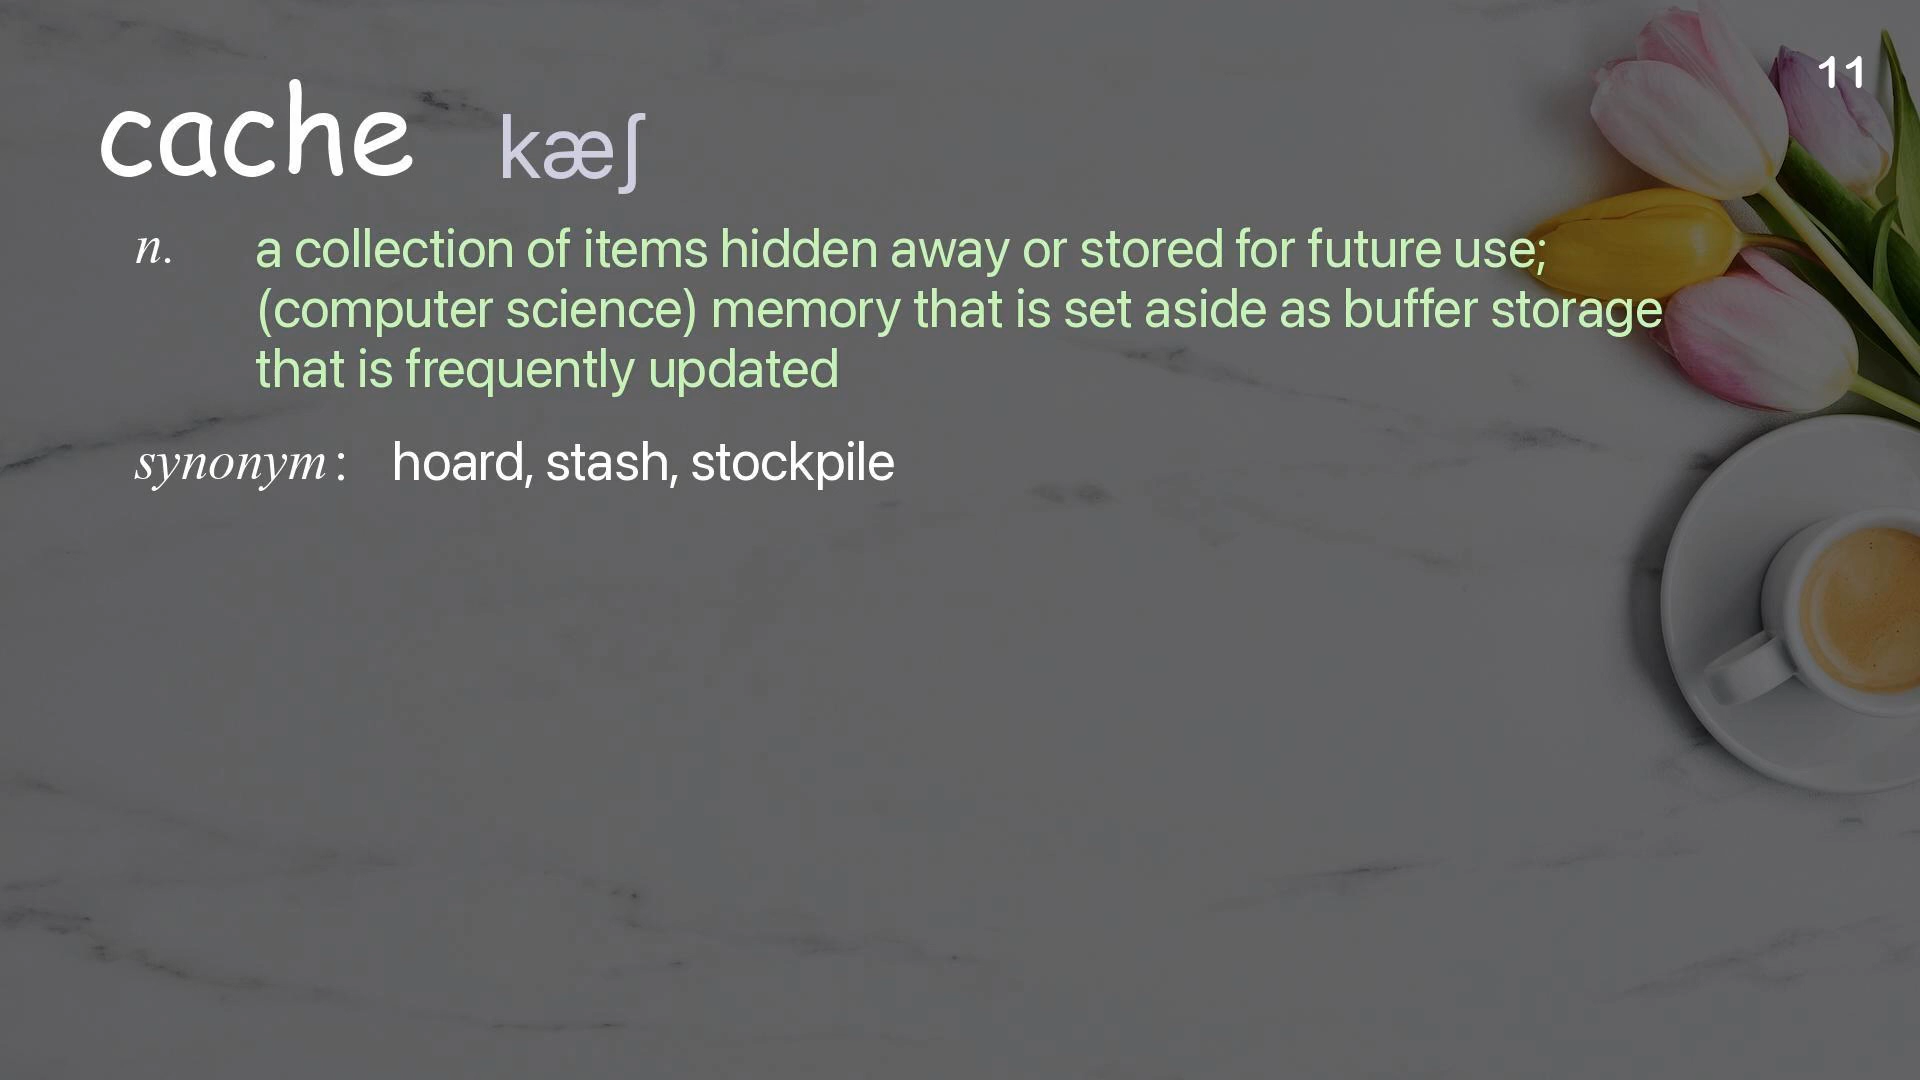 11
cache kæʃ
n. a collection of items hidden away or stored for future use;
(computer science) memory that is set aside as buffer storage
that is frequently updated
synonym: hoard, stash, stockpile